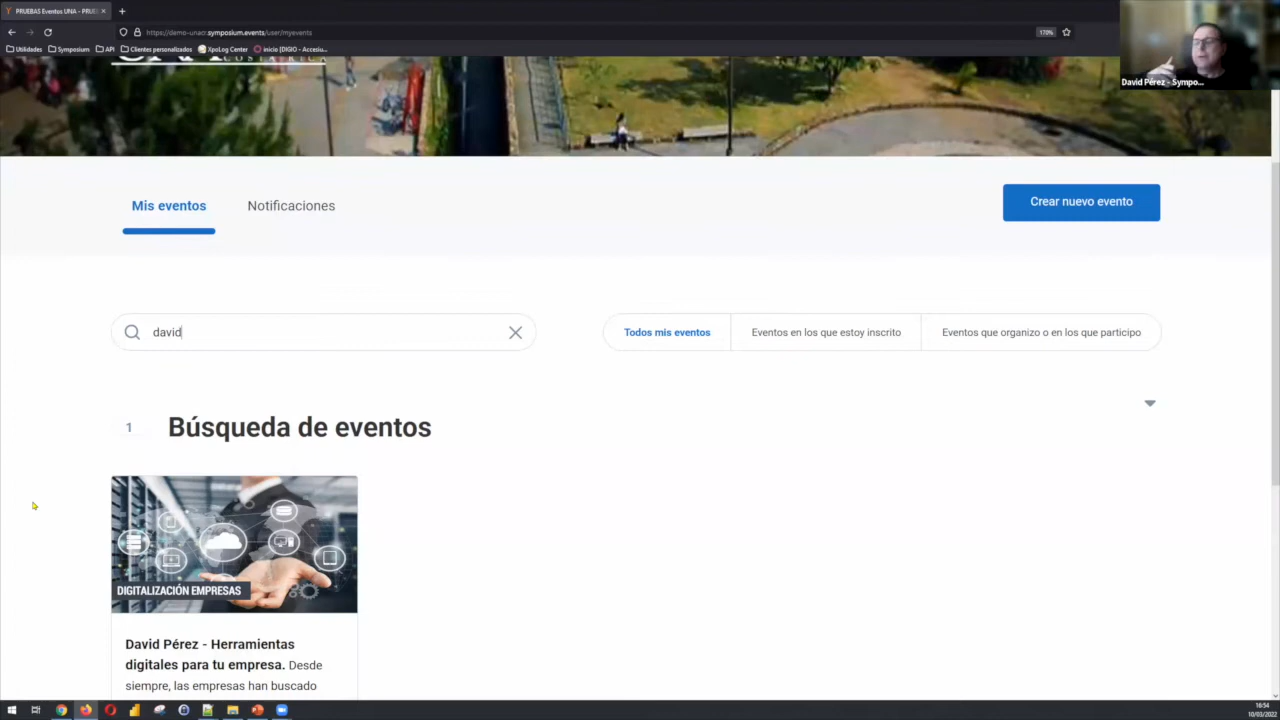 PRUEBAS Eventos UNA - PRUE
https://demo-unacr.symposium.events/user/myevents
170%
Utilidades
Symposium
API
Clientes personalizados
XpoLog Center
inicio (DIGIO - Accesiu...
David Pérez - Sympo...
COSTA RICA
Mis eventos
Notificaciones
Crear nuevo evento
david
Todos mis eventos
Eventos en los que estoy inscrito
Eventos que organizo o en los que participo
1
Búsqueda de eventos
DIGITALIZACIÓN EMPRESAS
David Pérez - Herramientas
digitales para tu empresa. Desde
siempre, las empresas han buscado
16:54
10/03/2022